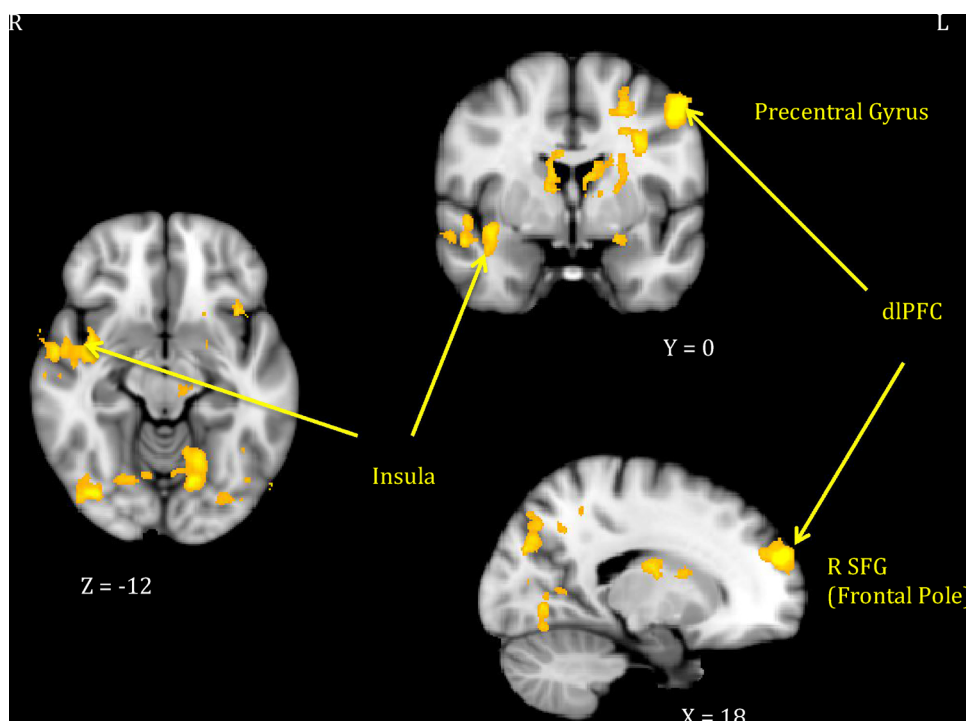 R
L
Precentral Gyrus
dlPFC
Y = 0
Insula
R SFG
(Frontal Pole)
Z = -12
X = 18